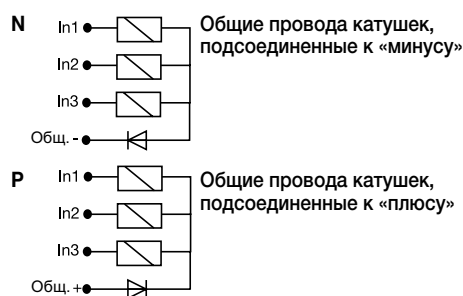 N In1 Общие провода катушек,
In2 подсоединенные к «минусу»
In3
Общ. -
P In1 Общие провода катушек,
In2 подсоединенные к «плюсу»
In3
Общ. +